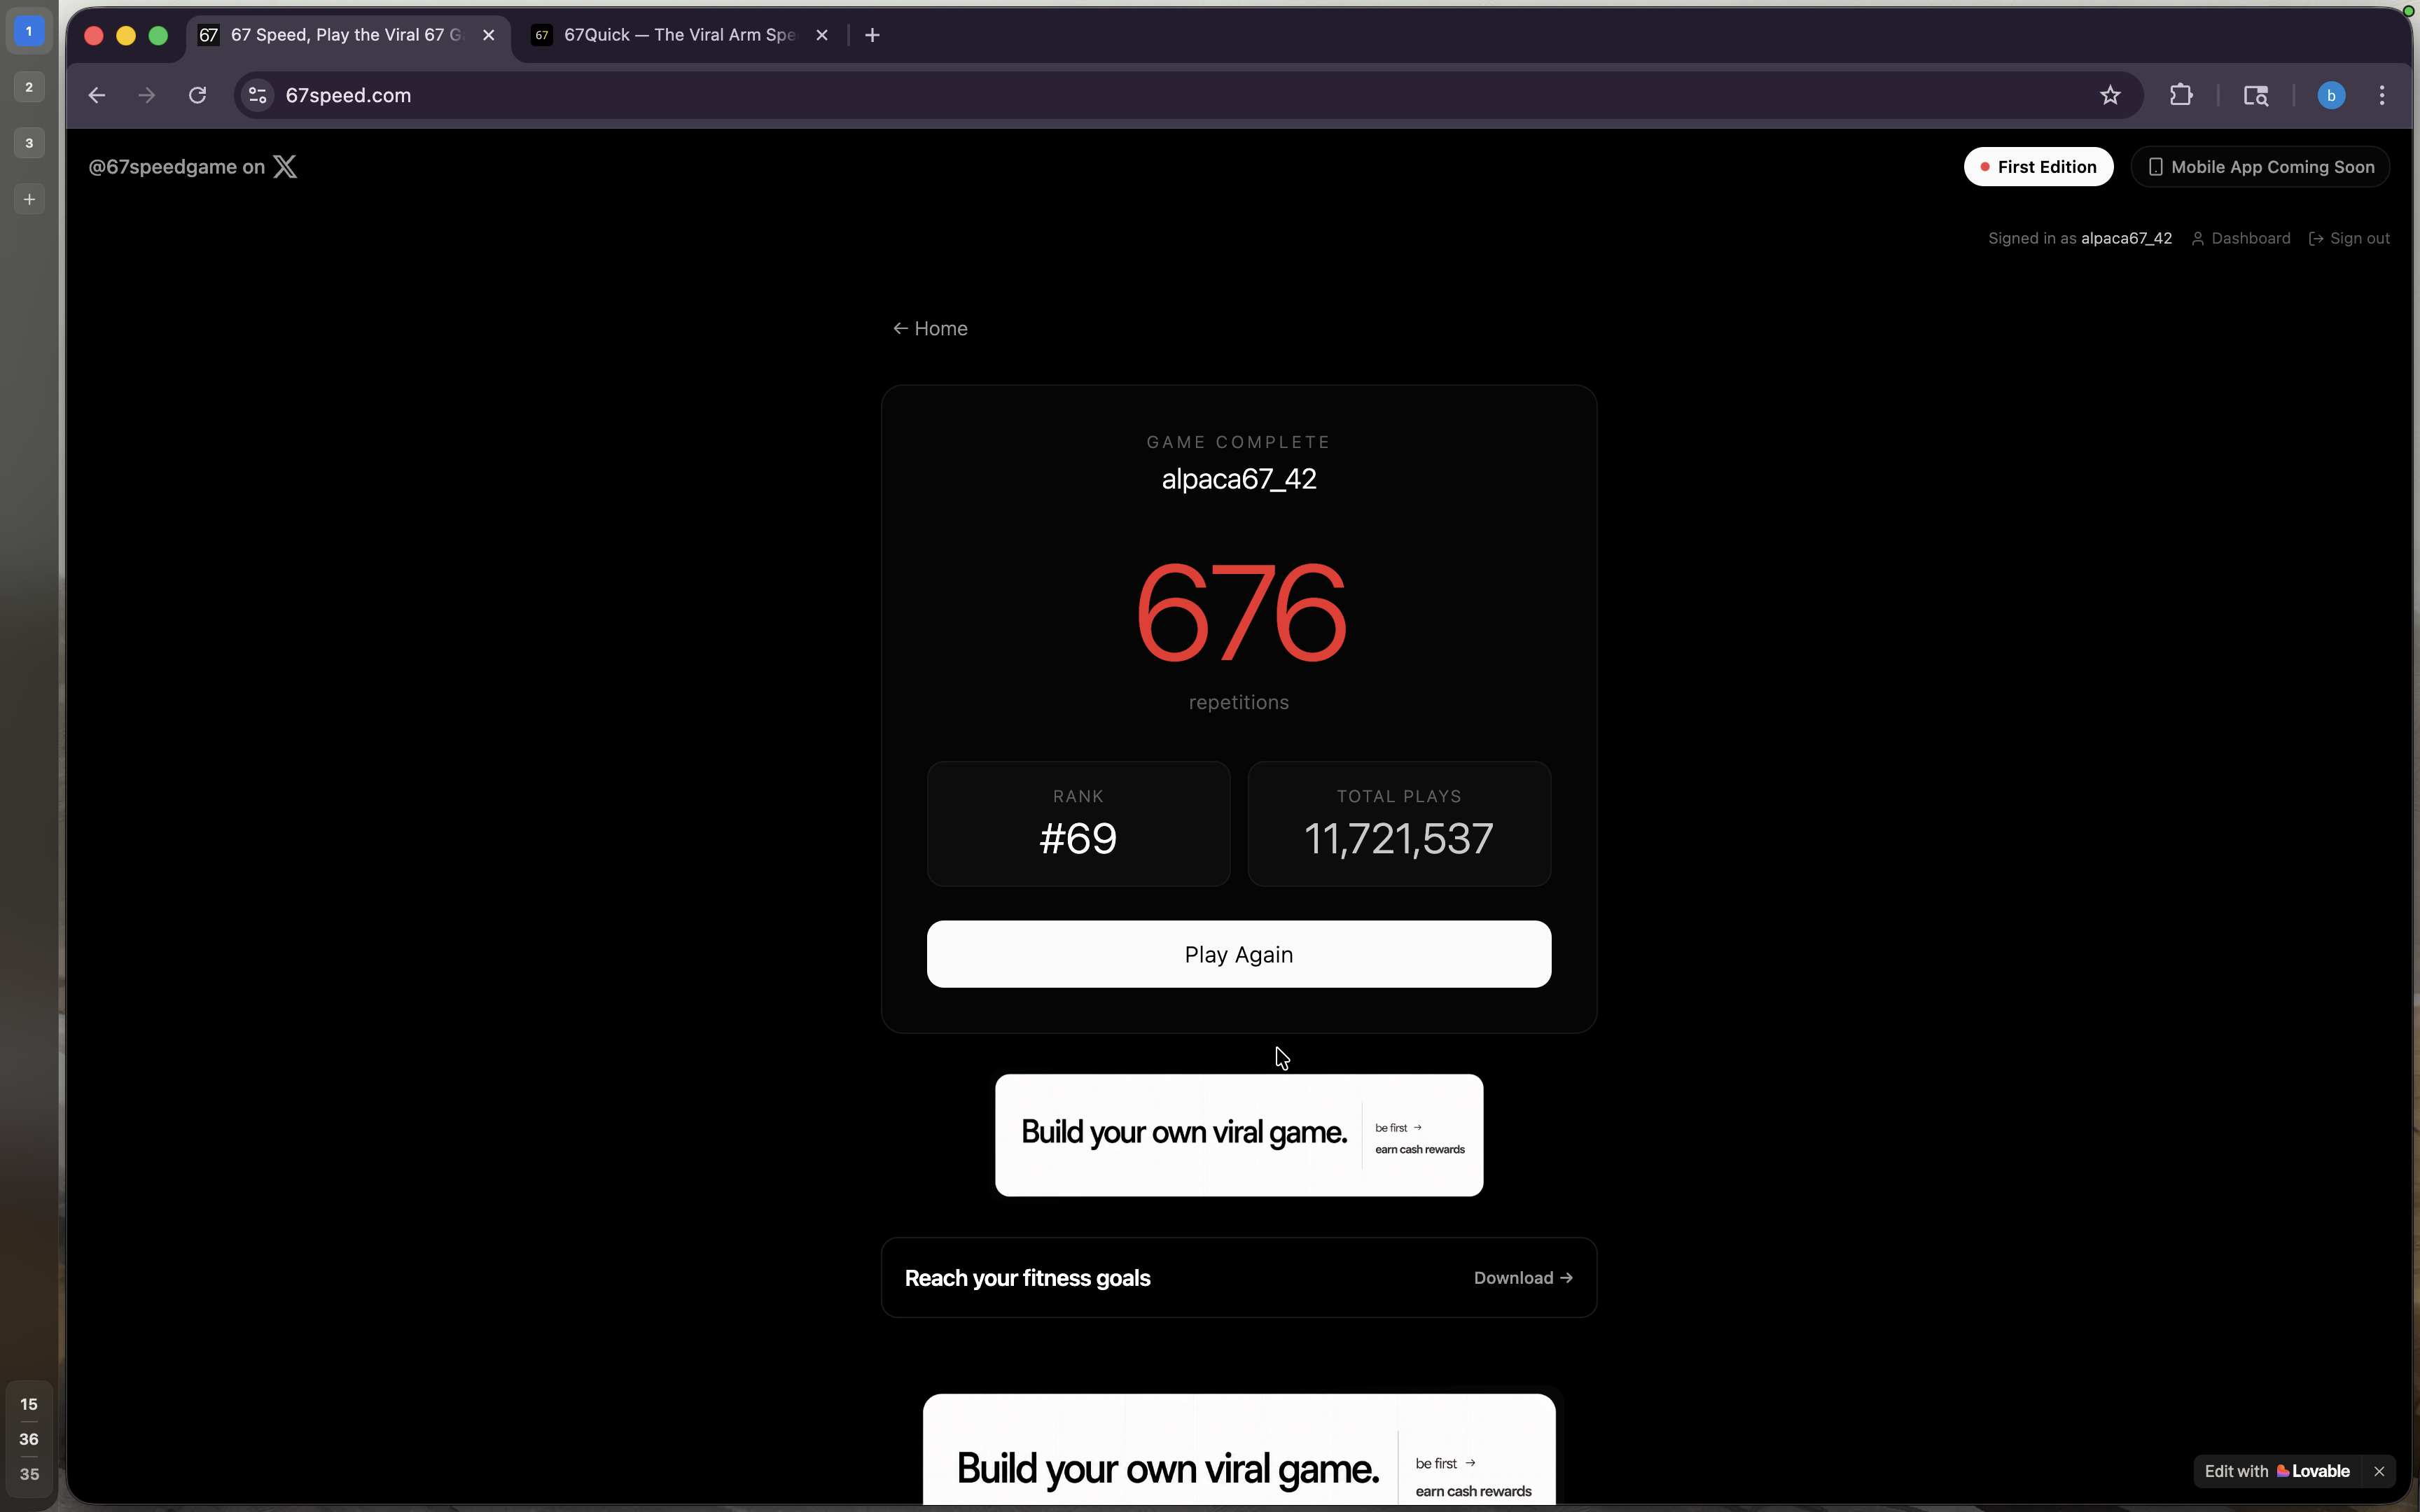 1
2
3
+
15
36
35
67 67 Speed, Play the Viral 67 G
67 67Quick — The Viral Arm Spe
67speed.com
b
@67speedgame on X
First Edition
Mobile App Coming Soon
Signed in as alpaca67_42 Dashboard Sign out
← Home
GAME COMPLETE
alpaca67_42
676
repetitions
RANK
#69
TOTAL PLAYS
11,721,537
Play Again
Build your own viral game.
be first →
earn cash rewards
Reach your fitness goals
Download →
Build your own viral game.
be first →
earn cash rewards
Edit with Lovable